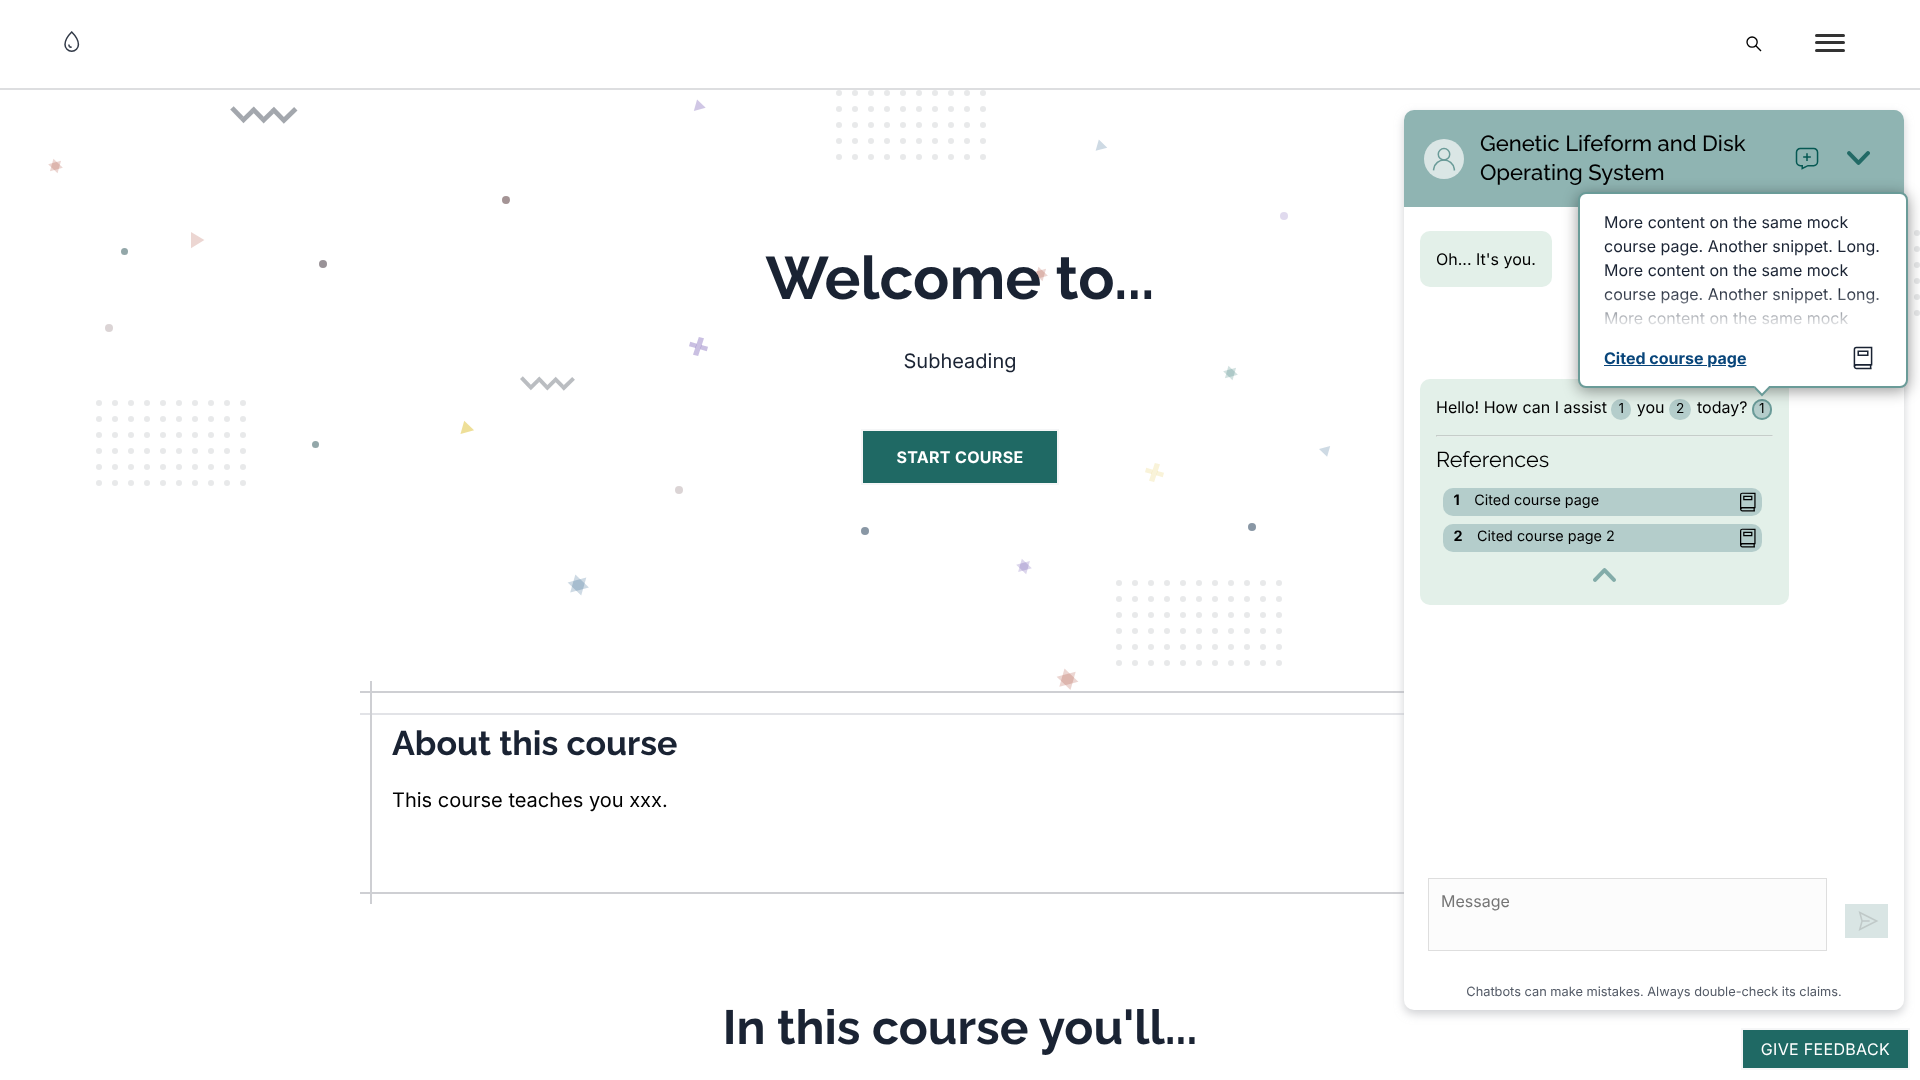 Welcome to...
Subheading
START COURSE
About this course
This course teaches you xxx.
In this course you'll...
Genetic Lifeform and Disk
Operating System
Oh... It's you.
More content on the same mock
course page. Another snippet. Long.
More content on the same mock
course page. Another snippet. Long.
More content on the same mock
Cited course page
Hello! How can I assist 1 you 2 today? 1
References
1 Cited course page
2 Cited course page 2
Message
Chatbots can make mistakes. Always double-check its claims.
GIVE FEEDBACK